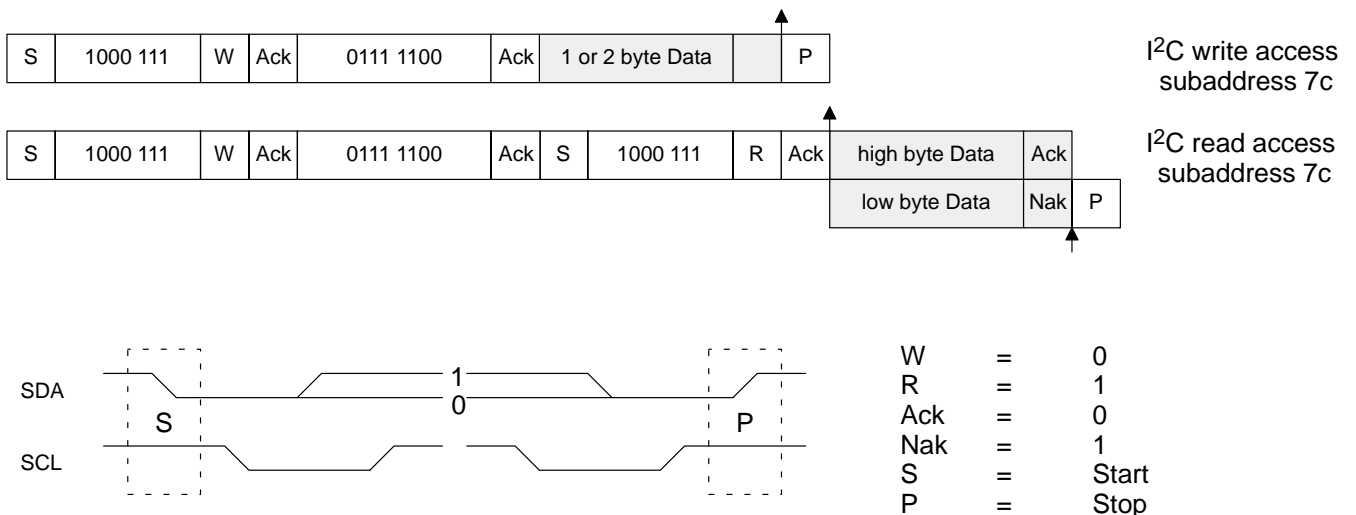 S 1000 111 W Ack 0111 1100 Ack 1 or 2 byte Data P
I2C write access
subaddress 7c
S 1000 111 W Ack 0111 1100 Ack S 1000 111 R Ack high byte Data Ack
I2C read access
subaddress 7c
low byte Data Nak P
SDA
1
0
S
P
SCL
W = 0
R = 1
Ack = 0
Nak = 1
S = Start
P = Stop